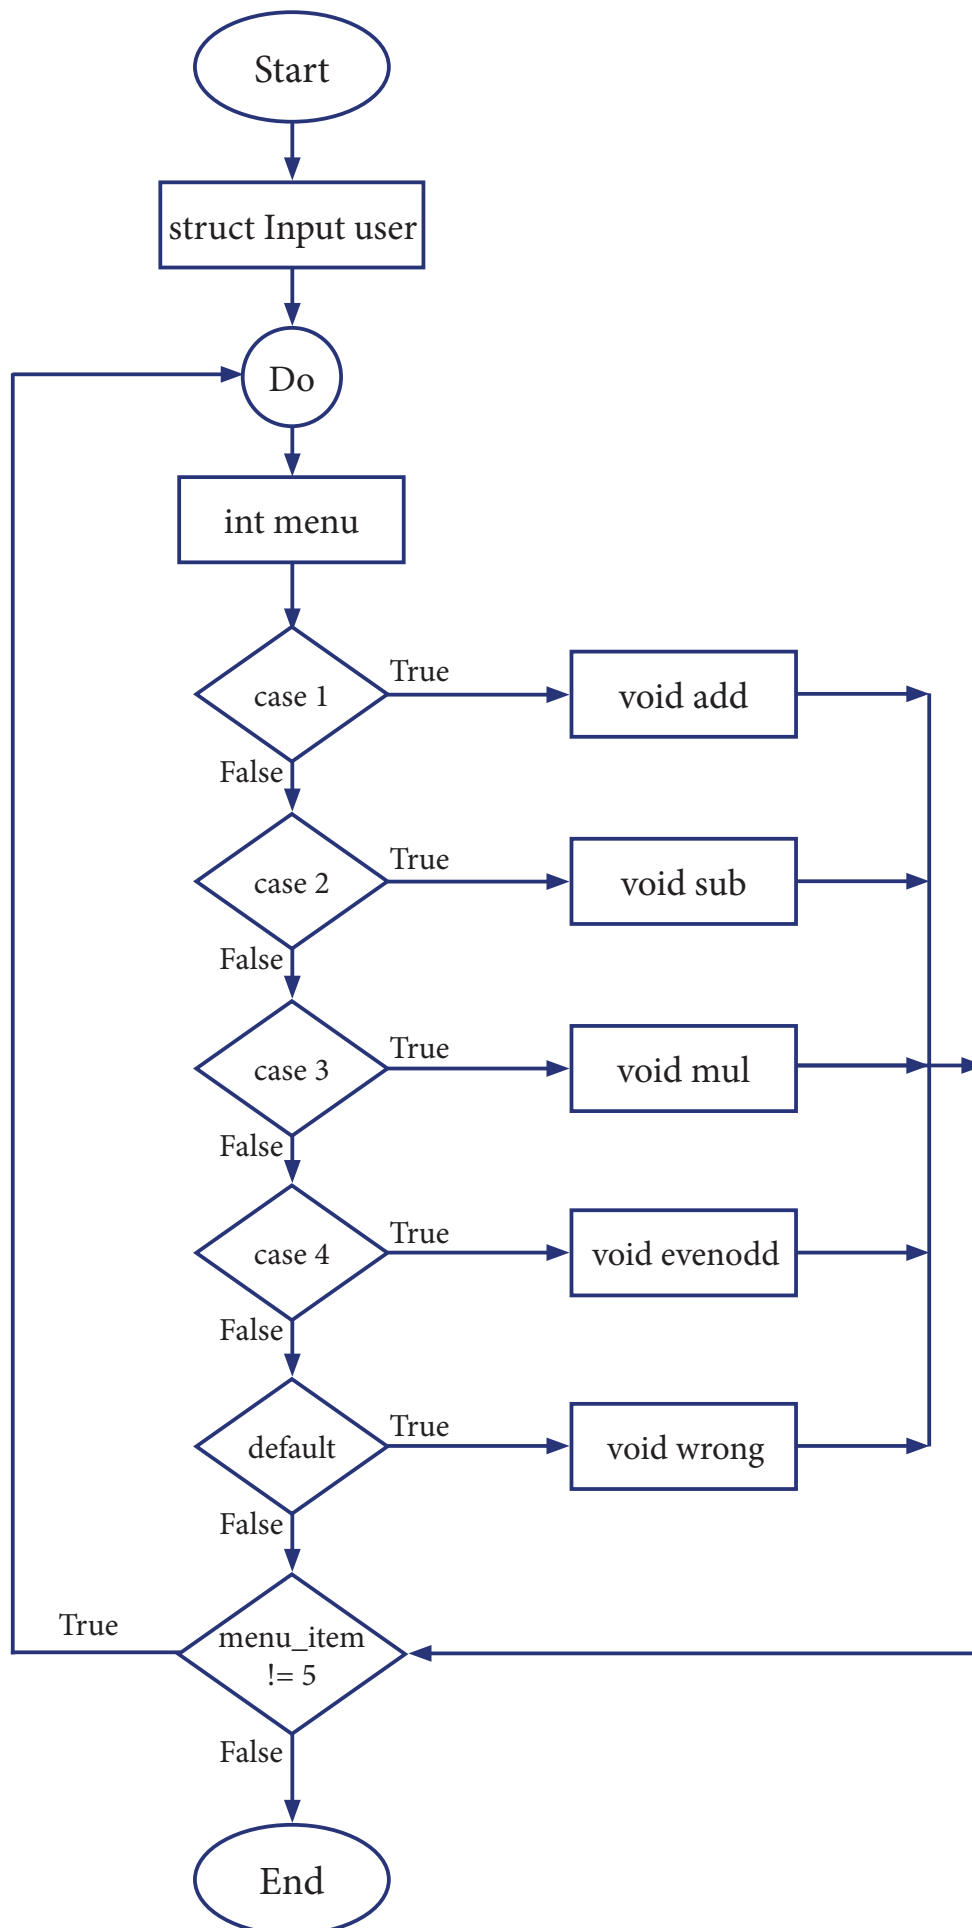 Start
struct Input user
Do
int menu
case 1
True
void add
False
case 2
True
void sub
False
case 3
True
void mul
False
case 4
True
void evenodd
False
default
True
void wrong
False
True
menu_item
!= 5
False
End